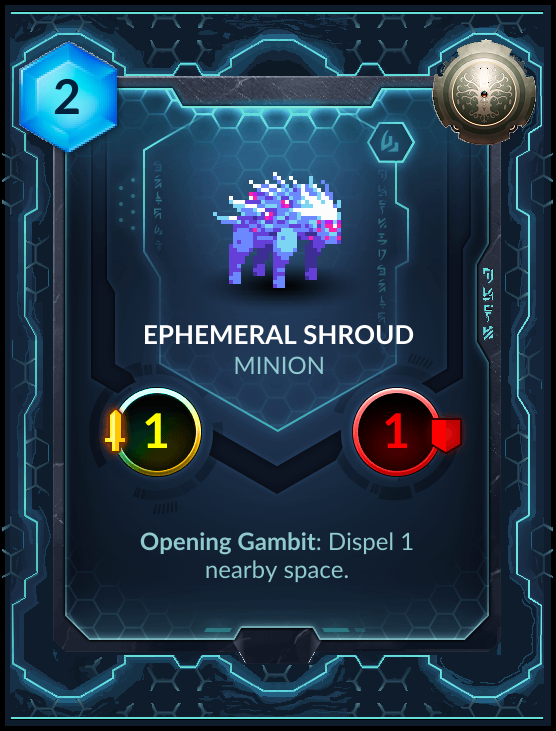 2
EPHEMERAL SHROUD
MINION
1
1
Opening Gambit: Dispel 1
nearby space.